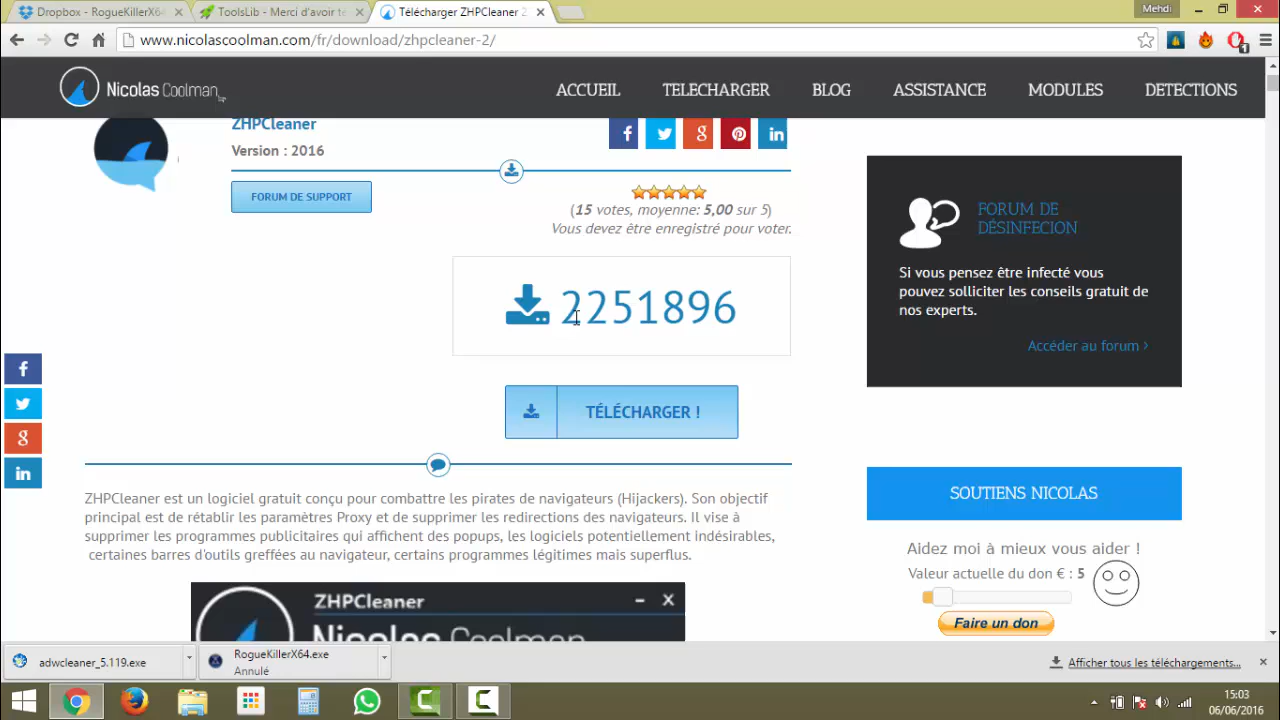 Dropbox - RogueKillerX64
ToolsLib - Merci d'avoir té
Télécharger ZHPCleaner 2
Mehdi
www.nicolascoolman.com/fr/download/zhpcleaner-2/
1
Nicolas Coolman
ACCUEIL
TELECHARGER
BLOG
ASSISTANCE
MODULES
DETECTIONS
ZHPCleaner
Version : 2016
FORUM DE SUPPORT
(15 votes, moyenne: 5,00 sur 5)
Vous devez être enregistré pour voter.
2251896
TÉLÉCHARGER !
FORUM DE
DÉSINFECION
Si vous pensez être infecté vous
pouvez solliciter les conseils gratuit de
nos experts.
Accéder au forum ›
ZHPCleaner est un logiciel gratuit conçu pour combattre les pirates de navigateurs (Hijackers). Son objectif
principal est de rétablir les paramètres Proxy et de supprimer les redirections des navigateurs. Il vise à
supprimer les programmes publicitaires qui affichent des popups, les logiciels potentiellement indésirables,
certaines barres d'outils greffées au navigateur, certains programmes légitimes mais superflus.
SOUTIENS NICOLAS
Aidez moi à mieux vous aider !
Valeur actuelle du don € : 5
Faire un don
ZHPCleaner
Nicolas Coolman
adwcleaner_5.119.exe
RogueKillerX64.exe
Annulé
Afficher tous les téléchargements...
15:03
06/06/2016